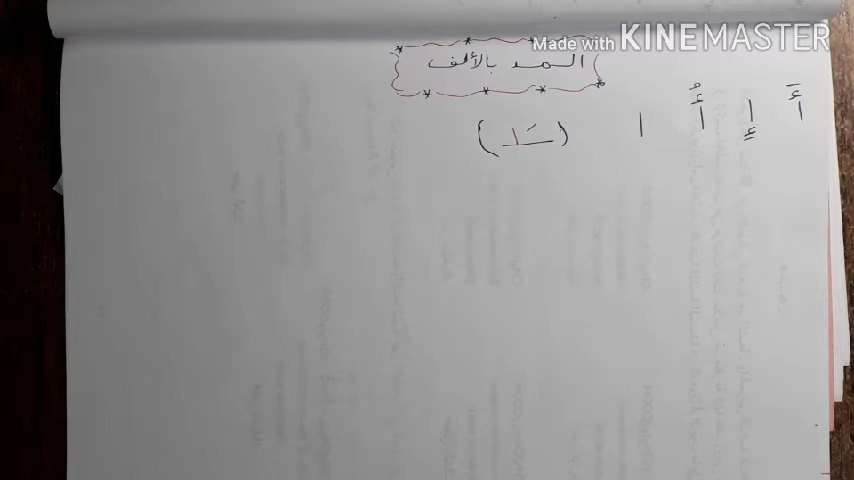 Made with KINEMASTER
المد بالألف
أَ إِ أُ ا
(ـَا)